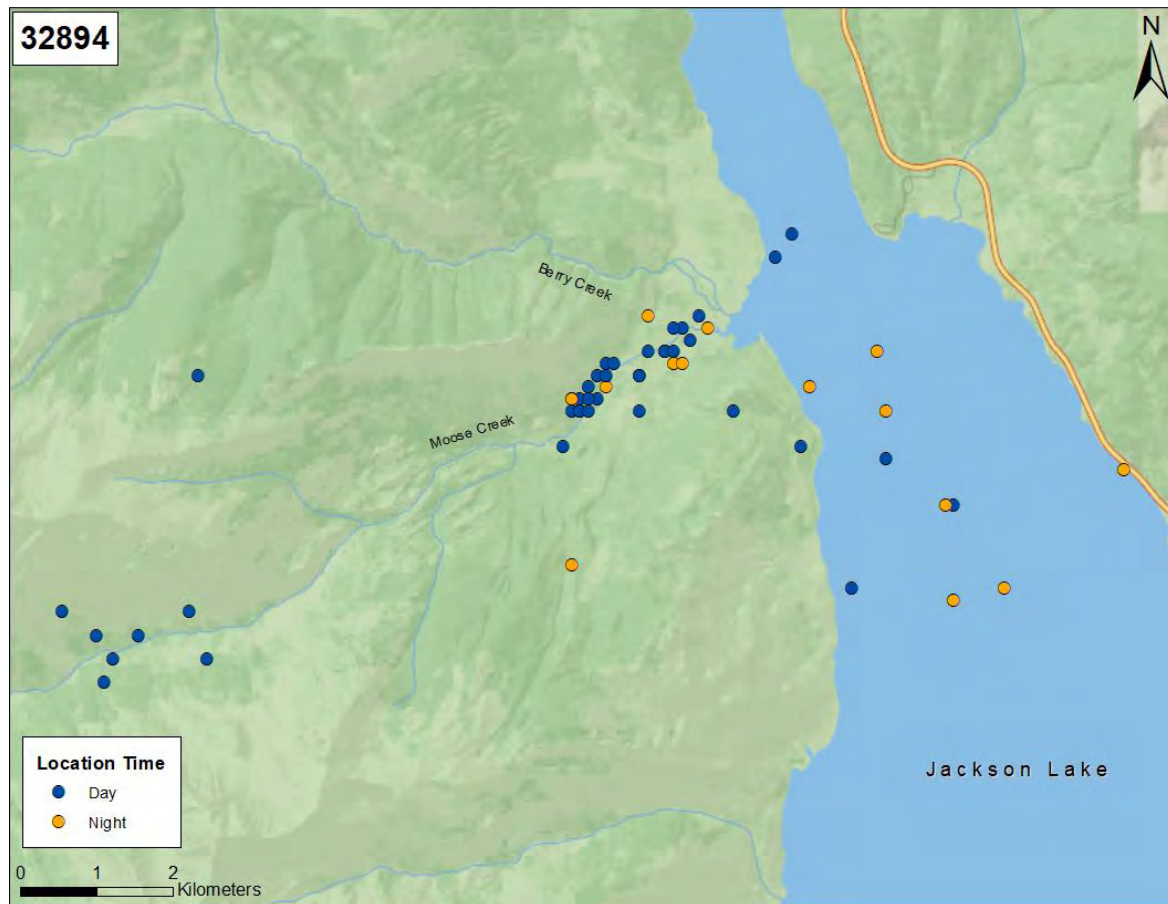 32894
N
Berry Creek
Moose Creek
Jackson Lake
Location Time
Day
Night
0 1 2
Kilometers